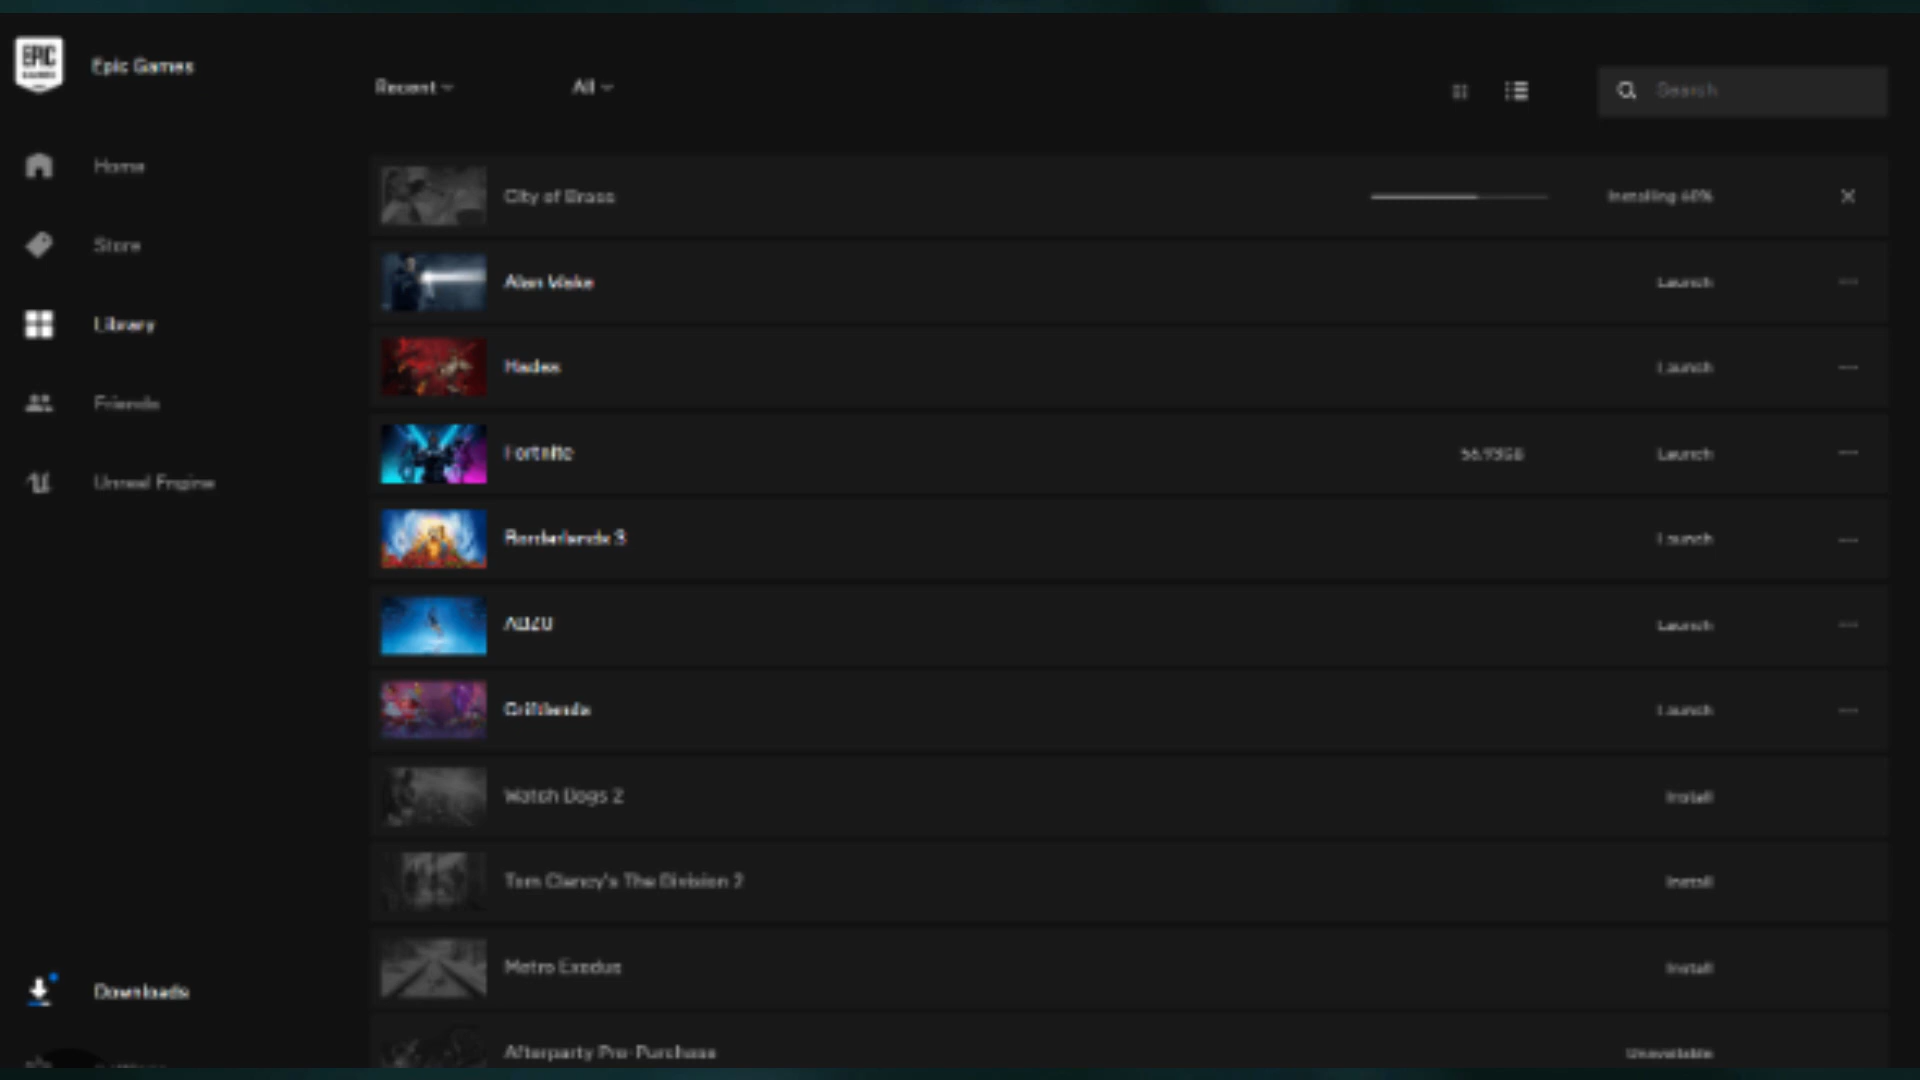 EPIC GAMES
Epic Games
Recent
All
Search
Home
Store
Library
Friends
Unreal Engine
Downloads
City of Brass
Installing 60%
Alan Wake
Launch
Hades
Launch
Fortnite
Launch
Borderlands 3
Launch
ABZU
Launch
Griftlands
Launch
Watch Dogs 2
Install
Tom Clancy's The Division 2
Install
Metro Exodus
Install
Afterparty Pre-Purchase
Unavailable